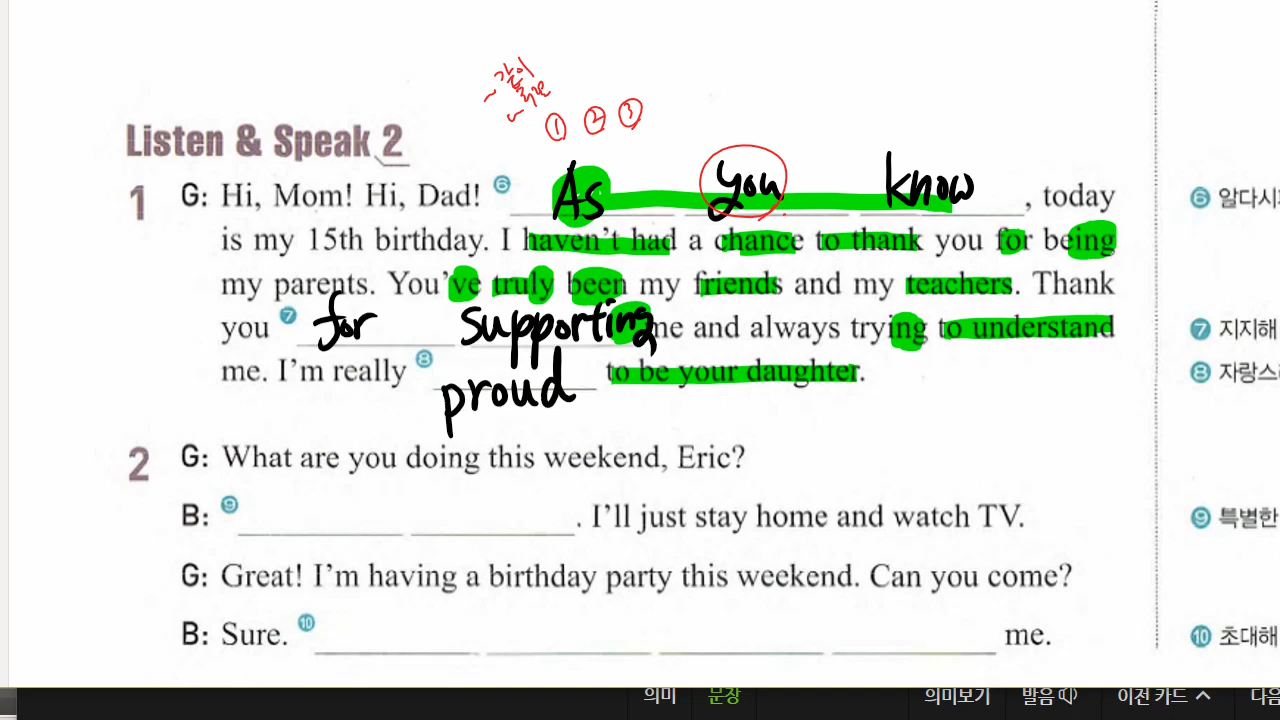 ~같이
~듯이
~ 처럼
① ② ③
Listen & Speak 2
1 G: Hi, Mom! Hi, Dad! ⑥ As you know, today
is my 15th birthday. I haven't had a chance to thank you for being
my parents. You've truly been my friends and my teachers. Thank
you ⑦ for supporting me and always trying to understand
me. I'm really ⑧ proud to be your daughter.
2 G: What are you doing this weekend, Eric?
B: ⑨ . I'll just stay home and watch TV.
G: Great! I'm having a birthday party this weekend. Can you come?
B: Sure. ⑩ me.
⑥ 알다시
⑦ 지지해
⑧ 자랑스
⑨ 특별한
⑩ 초대해
의미 문장 의미보기 발음 이전 카드 다음